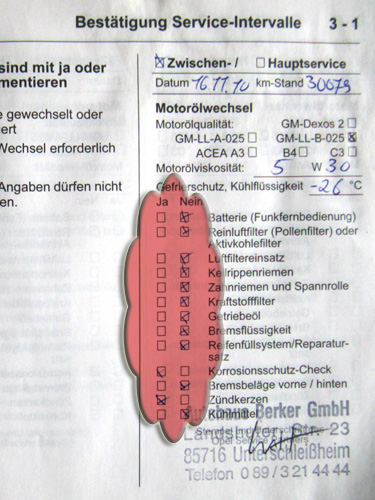 Bestätigung Service-Intervalle 3 - 1
sind mit ja oder
mentieren
e gewechselt oder
iert
Wechsel erforderlich
Angaben dürfen nicht
en.
Zwischen- / Hauptservice
Datum 16.11.10 km-Stand 30079
Motorölwechsel
Motorölqualität: GM-Dexos 2
GM-LL-A-025 GM-LL-B-025
ACEA A3 B4 C3
Motorölviskosität: 5 W 30
Gefrierschutz, Kühlflüssigkeit -26 °C
Ja Nein
Batterie (Funkfernbedienung)
Reinluftfilter (Pollenfilter) oder
Aktivkohlefilter
Luftfiltereinsatz
Keilrippenriemen
Zahnriemen und Spannrolle
Kraftstofffilter
Getriebeöl
Bremsflüssigkeit
Reifenfüllsystem/Reparatur-
satz
Korrosionsschutz-Check
Bremsbeläge vorne / hinten
Zündkerzen
Kühlmittel
Berker GmbH
Landshuter Str. 23
85716 Unterschleißheim
Telefon 0 89 / 3 21 44 44